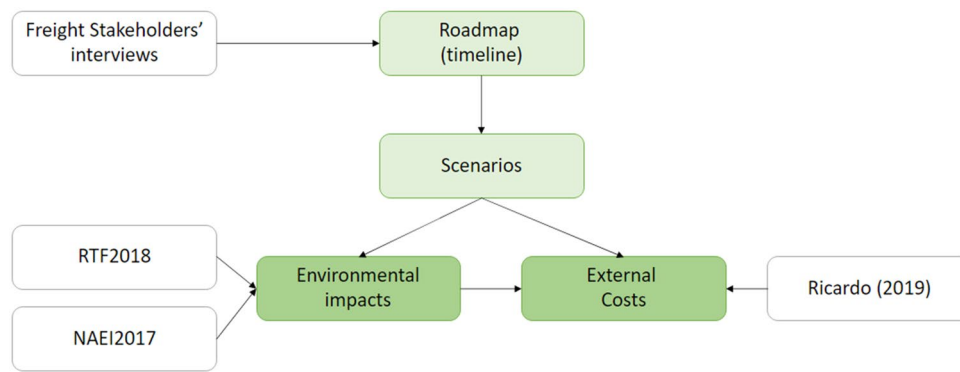 Freight Stakeholders’
interviews
Roadmap
(timeline)
Scenarios
RTF2018
NAEI2017
Environmental
impacts
External
Costs
Ricardo (2019)